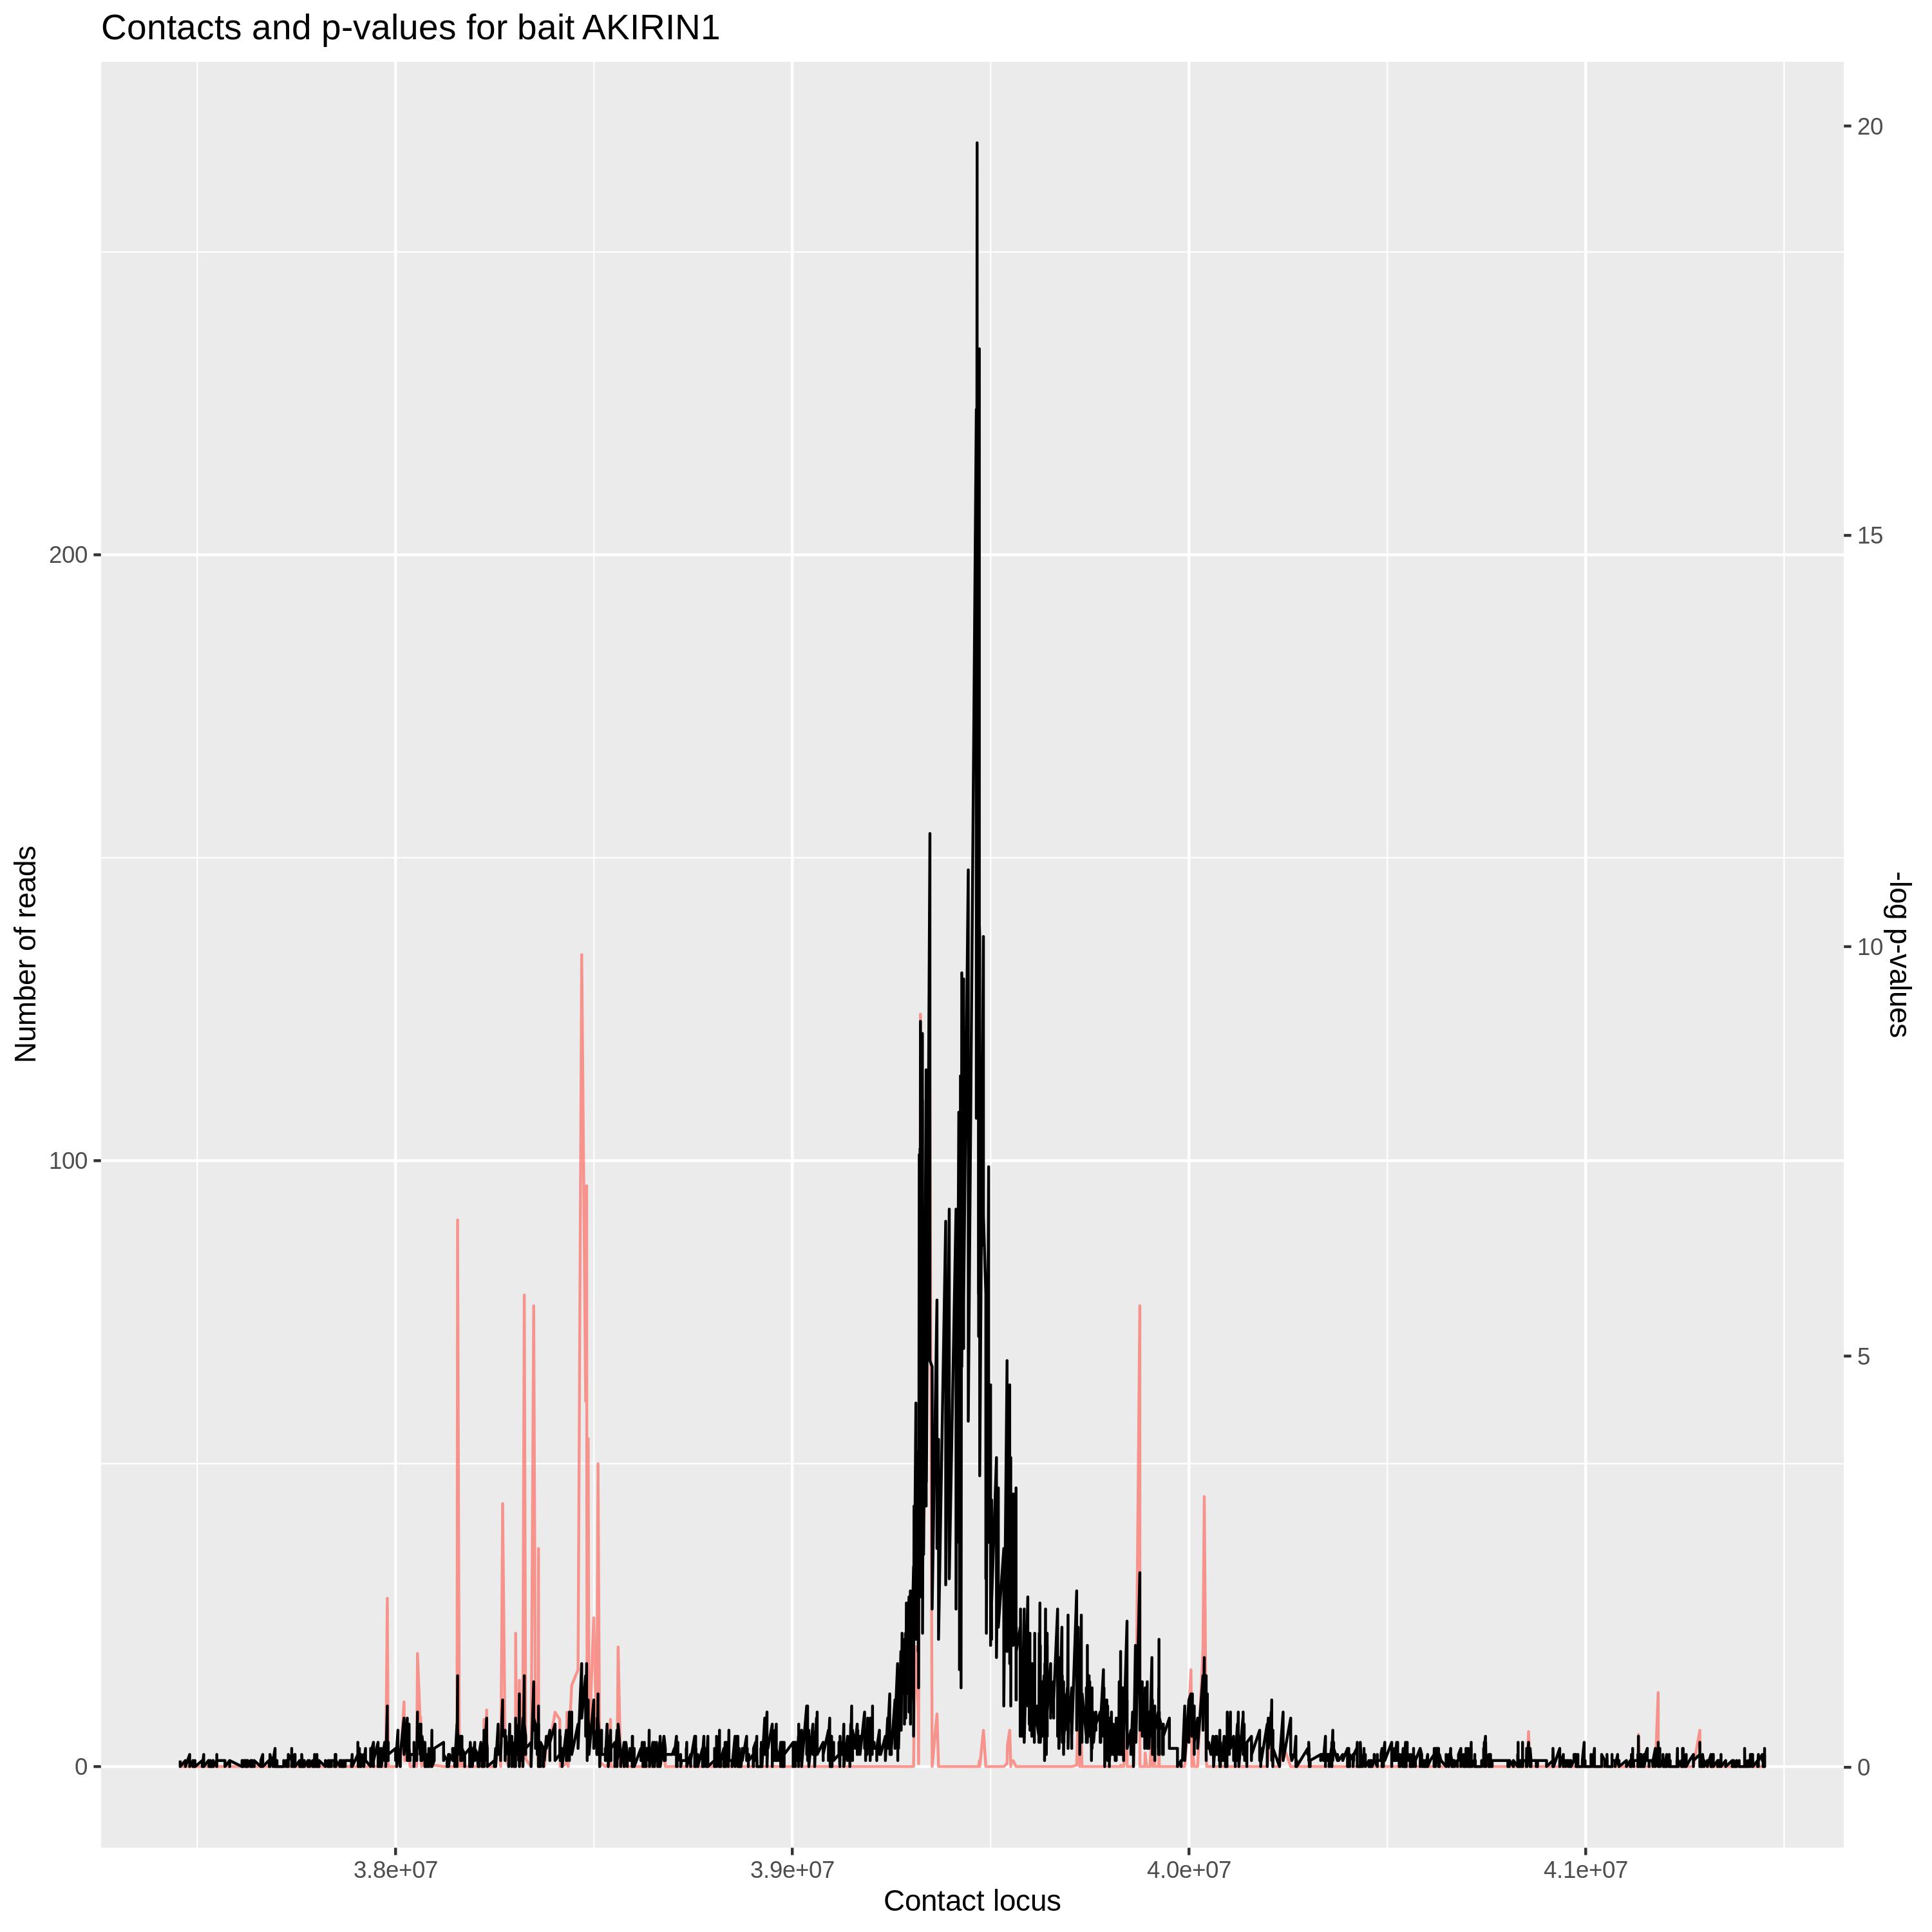 Contacts and p-values for bait AKIRIN1
Number of reads
200
100
0
20
15
10
5
0
-log p-values
3.8e+07
3.9e+07
4.0e+07
4.1e+07
Contact locus